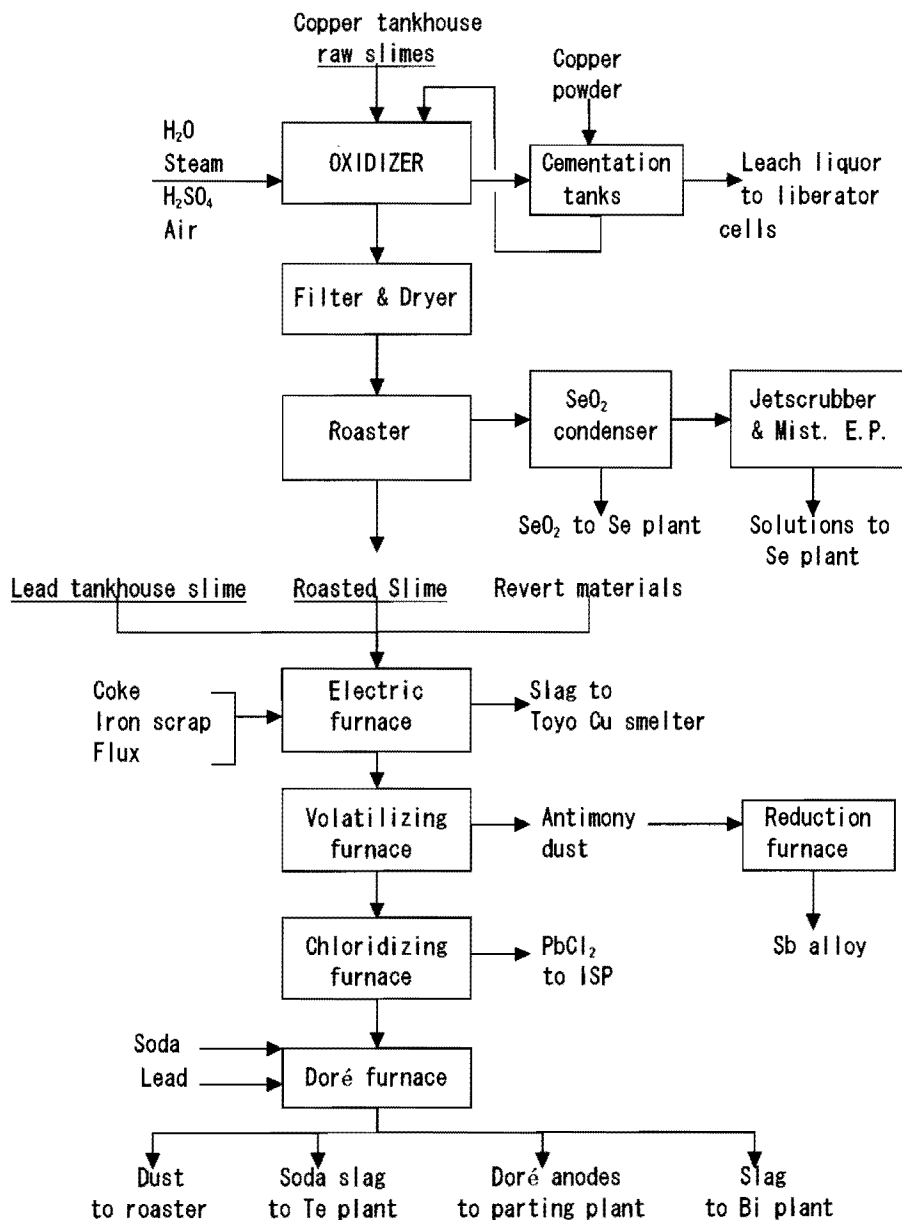 Copper tankhouse
raw slimes
Copper
powder
H₂O
Steam
H₂SO₄
Air
OXIDIZER
Cementation
tanks
Leach liquor
to liberator
cells
Filter & Dryer
Roaster
SeO₂
condenser
Jetscrubber
& Mist. E.P.
SeO₂ to Se plant
Solutions to
Se plant
Lead tankhouse slime
Roasted Slime
Revert materials
Coke
Iron scrap
Flux
Electric
furnace
Slag to
Toyo Cu smelter
Volatilizing
furnace
Antimony
dust
Reduction
furnace
Sb alloy
Chloridizing
furnace
PbCl₂
to ISP
Soda
Lead
Doré furnace
Dust
to roaster
Soda slag
to Te plant
Doré anodes
to parting plant
Slag
to Bi plant